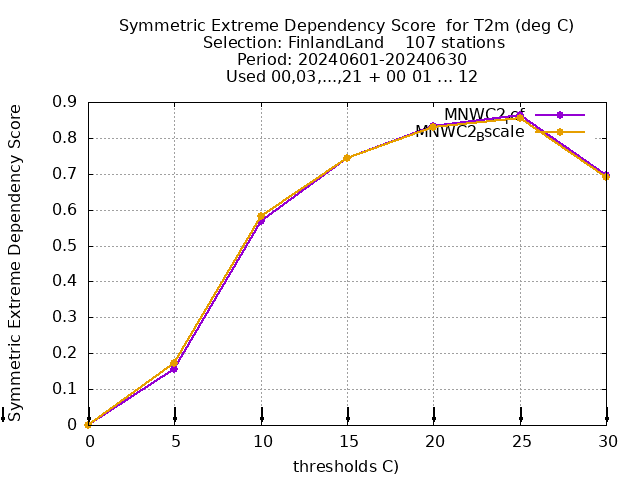 Symmetric Extreme Dependency Score for T2m (deg C)
Selection: FinlandLand 107 stations
Period: 20240601-20240630
Used 00,03,...,21 + 00 01 ... 12
Symmetric Extreme Dependency Score
0.9
0.8
0.7
0.6
0.5
0.4
0.3
0.2
0.1
0
MNWC2_rcf
MNWC2_Bscale
0 5 10 15 20 25 30
thresholds C)